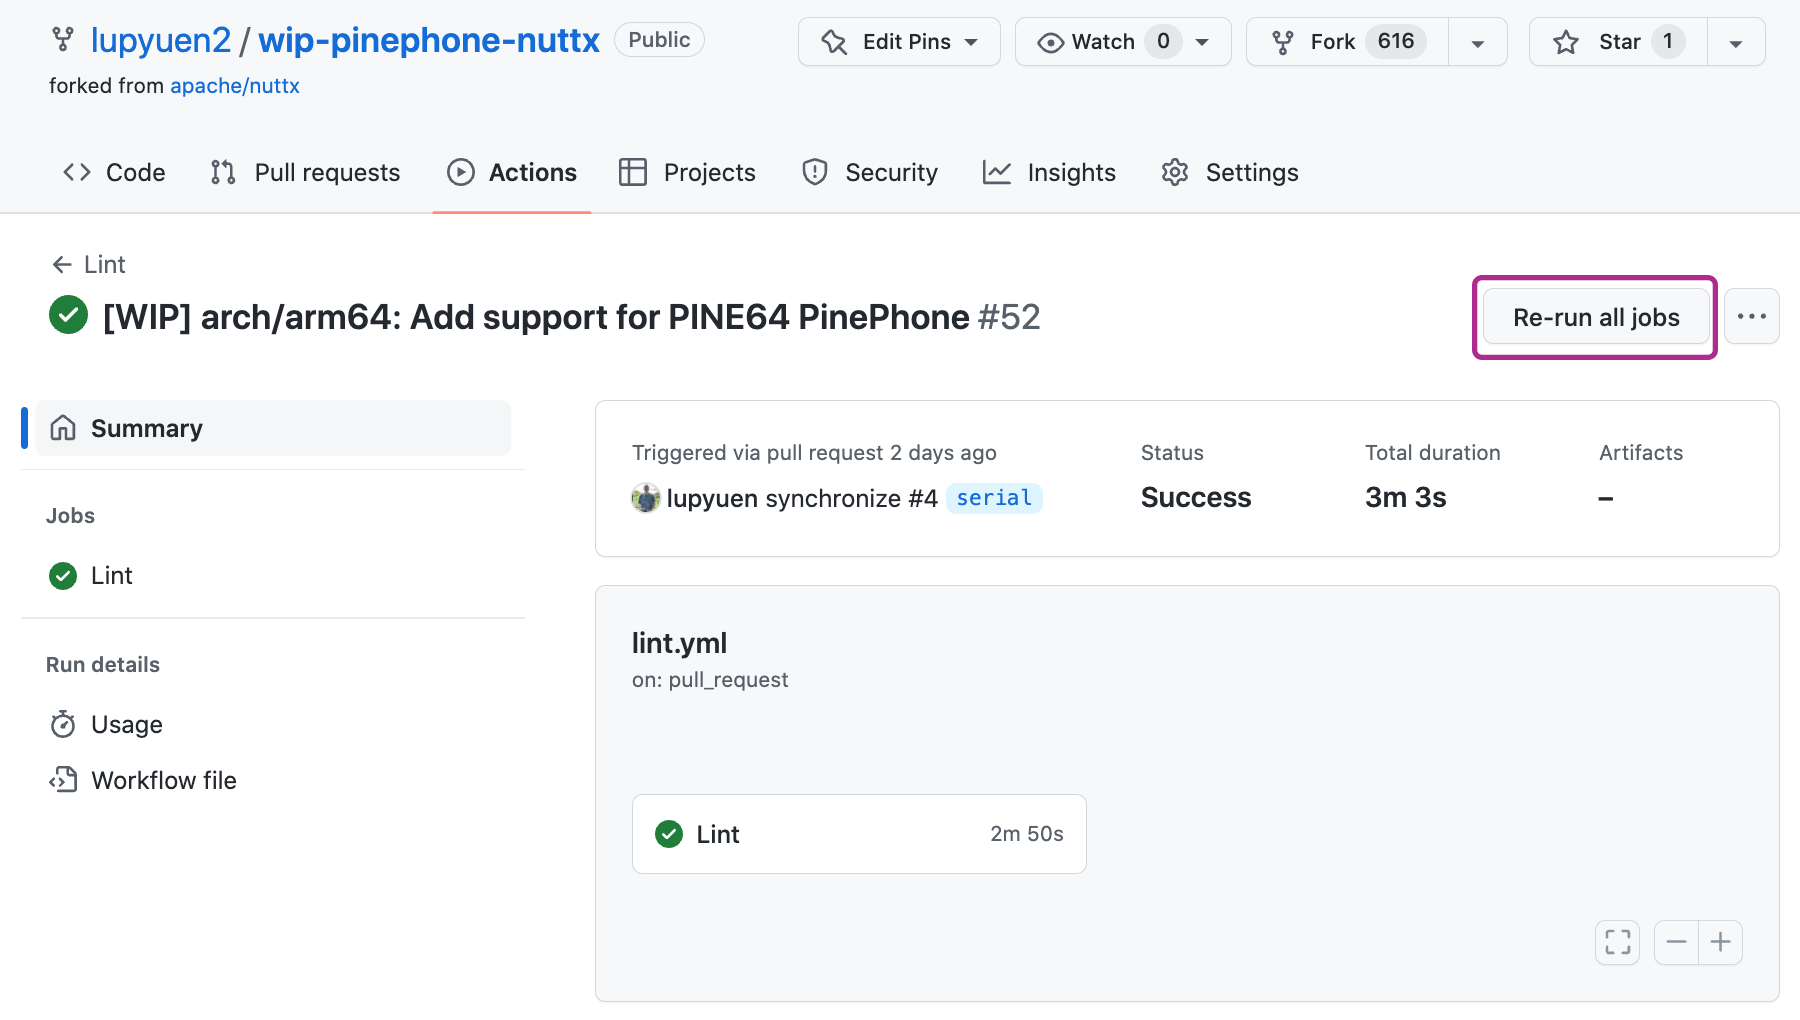 lupyuen2 / wip-pinephone-nuttx Public
Edit Pins Watch 0 Fork 616 Star 1
forked from apache/nuttx
Code Pull requests Actions Projects Security Insights Settings
← Lint
[WIP] arch/arm64: Add support for PINE64 PinePhone #52
Re-run all jobs ...
Summary
Jobs
Lint
Run details
Usage
Workflow file
Triggered via pull request 2 days ago
lupyuen synchronize #4 serial
Status
Success
Total duration
3m 3s
Artifacts
–
lint.yml
on: pull_request
Lint 2m 50s